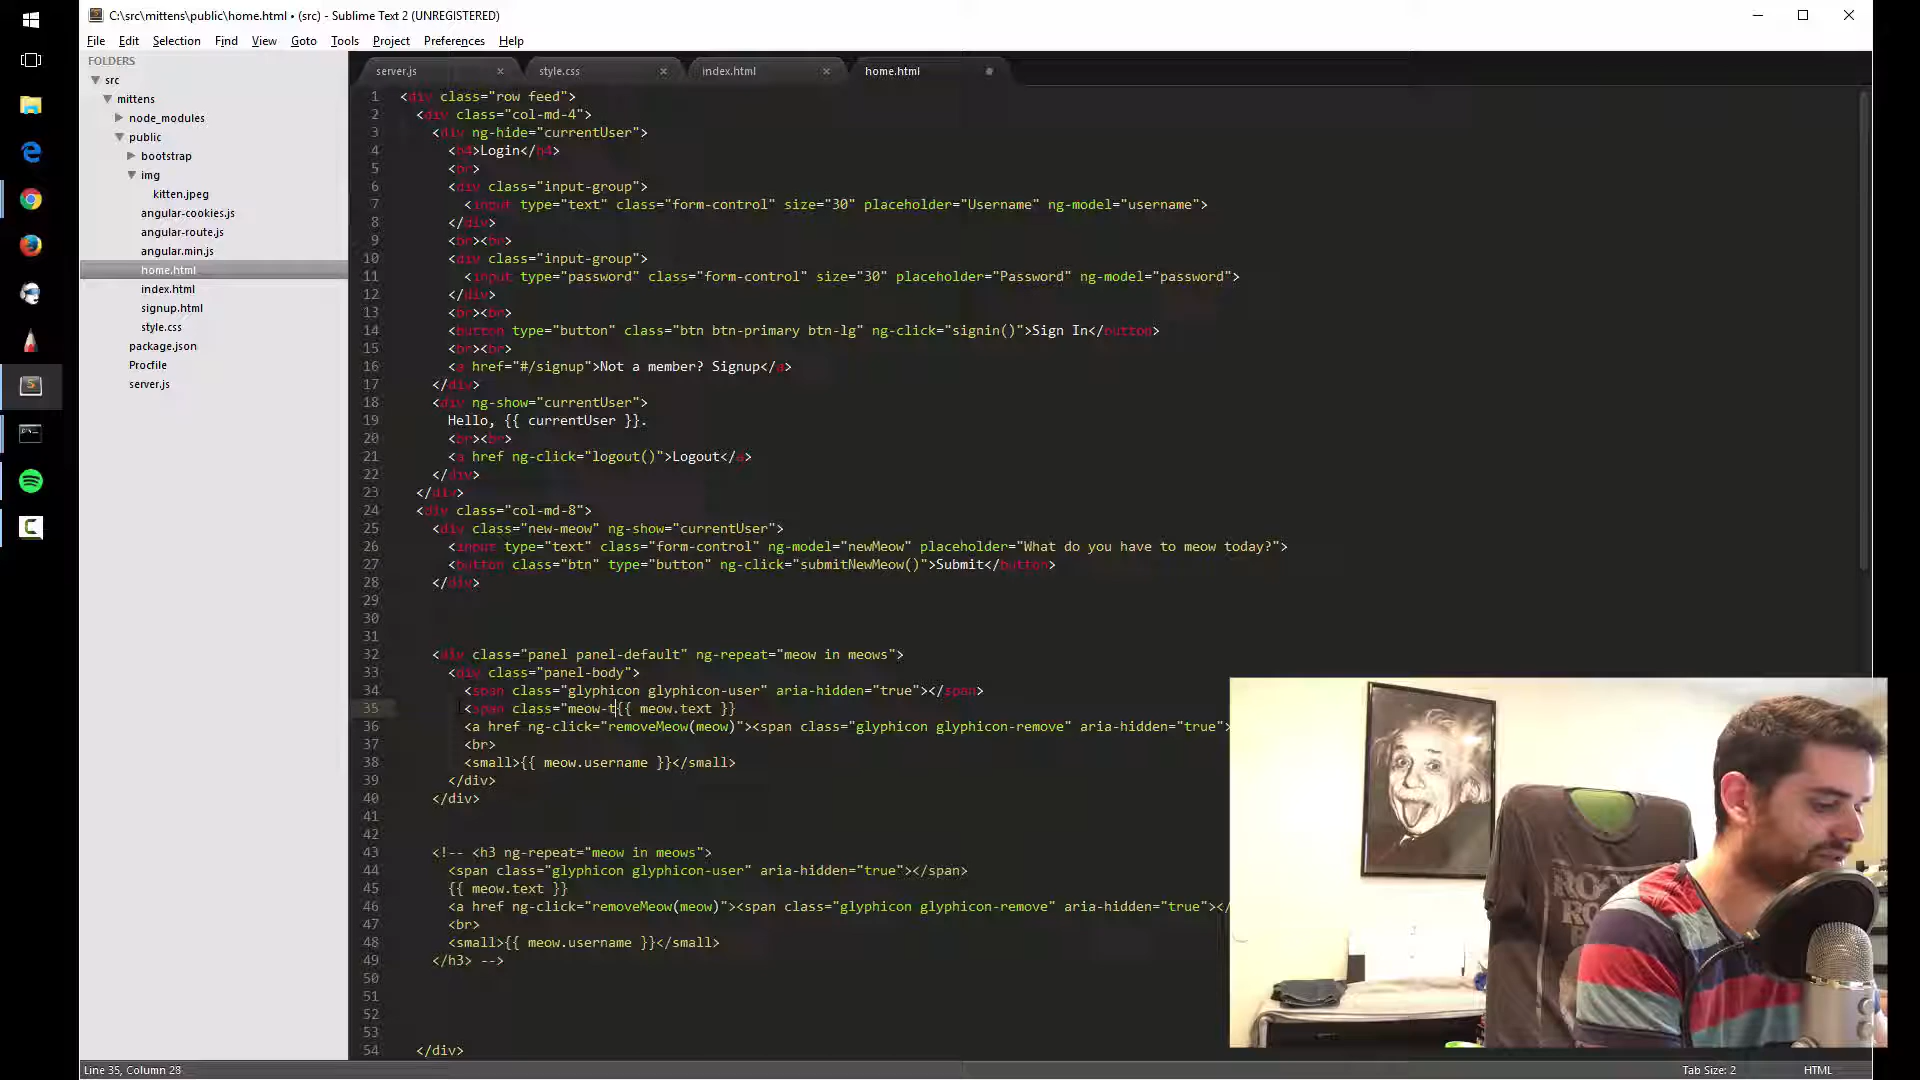 C:\src\mittens\public\home.html • (src) - Sublime Text 2 (UNREGISTERED)
File Edit Selection Find View Goto Tools Project Preferences Help
FOLDERS
src
mittens
node_modules
public
bootstrap
img
kitten.jpeg
angular-cookies.js
angular-route.js
angular.min.js
home.html
index.html
signup.html
style.css
package.json
Procfile
server.js
server.js × style.css × index.html × home.html
1 <div class="row feed">
2 <div class="col-md-4">
3 <div ng-hide="currentUser">
4 <h4>Login</h4>
5 <br>
6 <div class="input-group">
7 <input type="text" class="form-control" size="30" placeholder="Username" ng-model="username">
8 </div>
9 <br><br>
10 <div class="input-group">
11 <input type="password" class="form-control" size="30" placeholder="Password" ng-model="password">
12 </div>
13 <br><br>
14 <button type="button" class="btn btn-primary btn-lg" ng-click="signin()">Sign In</button>
15 <br><br>
16 <a href="#/signup">Not a member? Signup</a>
17 </div>
18 <div ng-show="currentUser">
19 Hello, {{ currentUser }}.
20 <br><br>
21 <a href ng-click="logout()">Logout</a>
22 </div>
23 </div>
24 <div class="col-md-8">
25 <div class="new-meow" ng-show="currentUser">
26 <input type="text" class="form-control" ng-model="newMeow" placeholder="What do you have to meow today?">
27 <button class="btn" type="button" ng-click="submitNewMeow()">Submit</button>
28 </div>
29
30
31
32 <div class="panel panel-default" ng-repeat="meow in meows">
33 <div class="panel-body">
34 <span class="glyphicon glyphicon-user" aria-hidden="true"></span>
35 <span class="meow-t{{ meow.text }}
36 <a href ng-click="removeMeow(meow)"><span class="glyphicon glyphicon-remove" aria-hidden="true">
37 <br>
38 <small>{{ meow.username }}</small>
39 </div>
40 </div>
41
42
43 <!-- <h3 ng-repeat="meow in meows">
44 <span class="glyphicon glyphicon-user" aria-hidden="true"></span>
45 {{ meow.text }}
46 <a href ng-click="removeMeow(meow)"><span class="glyphicon glyphicon-remove" aria-hidden="true"></
47 <br>
48 <small>{{ meow.username }}</small>
49 </h3> -->
50
51
52
53
54 </div>
Line 35, Column 28 Tab Size: 2 HTML